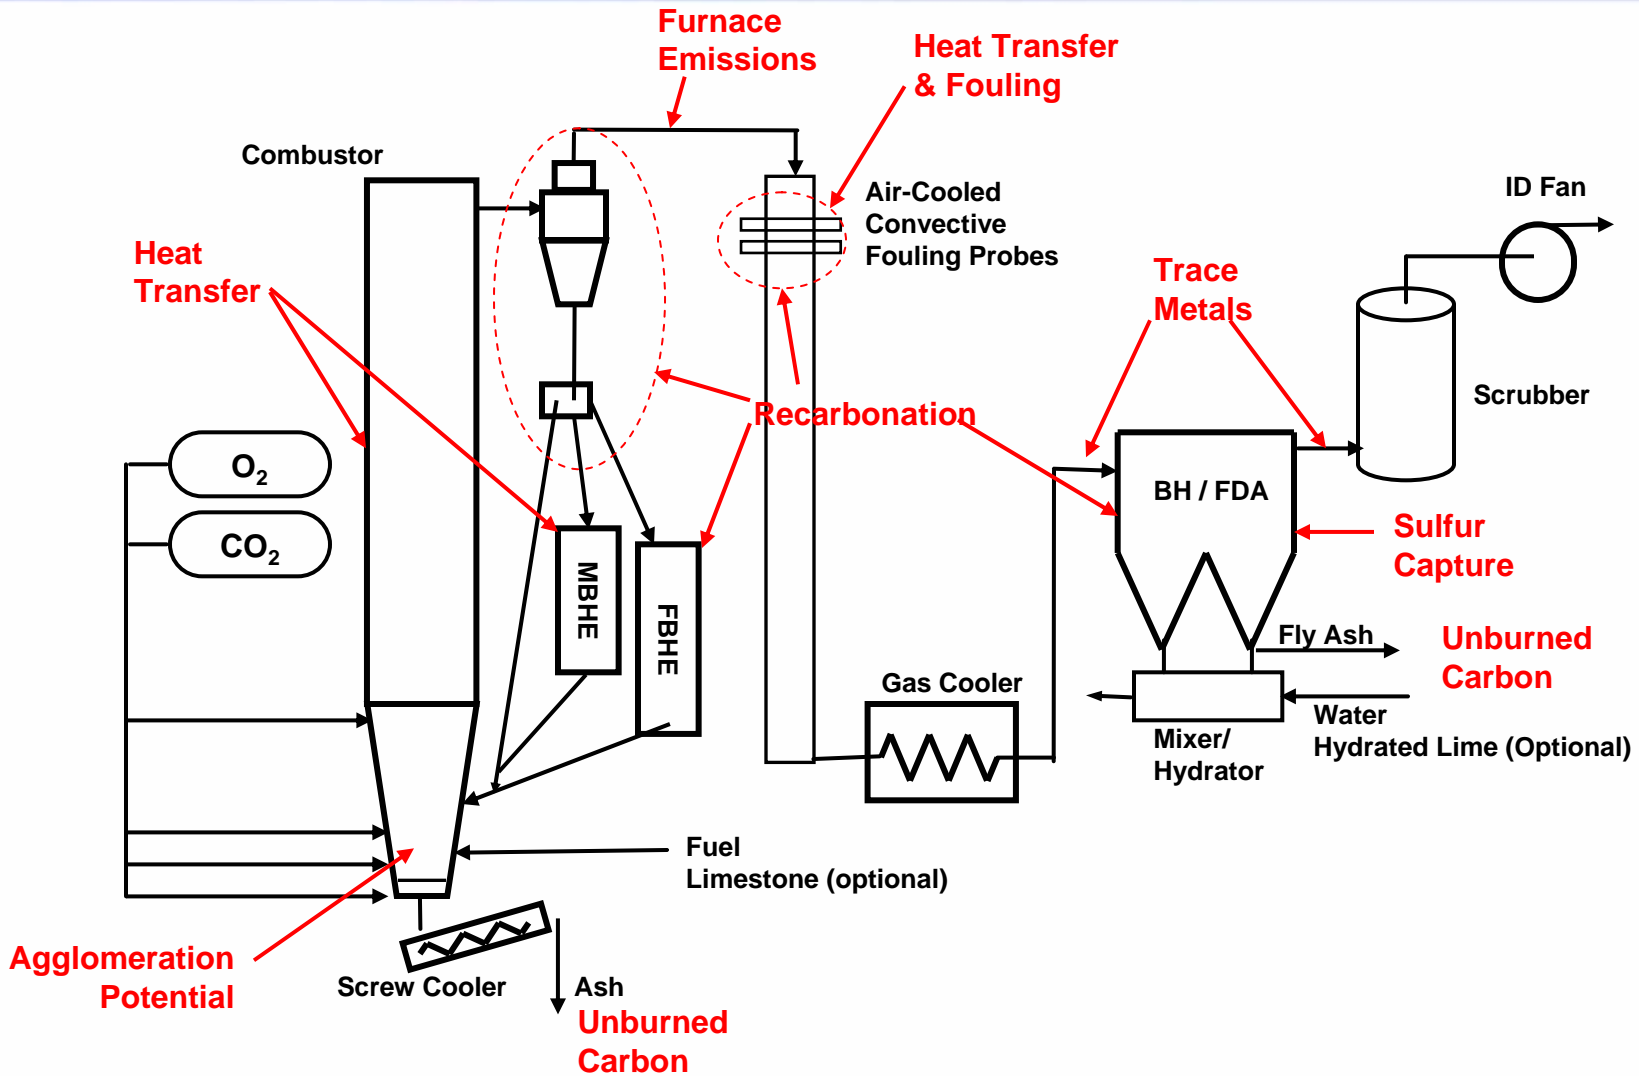 Furnace
Emissions
Heat Transfer
& Fouling
Combustor
Air-Cooled
Convective
Fouling Probes
ID Fan
Heat
Transfer
Trace
Metals
Scrubber
Recarbonation
O2
CO2
BH / FDA
Sulfur
Capture
MBHE
FBHE
Fly Ash
Unburned
Carbon
Gas Cooler
Water
Hydrated Lime (Optional)
Mixer/
Hydrator
Fuel
Limestone (optional)
Agglomeration
Potential
Screw Cooler
Ash
Unburned
Carbon